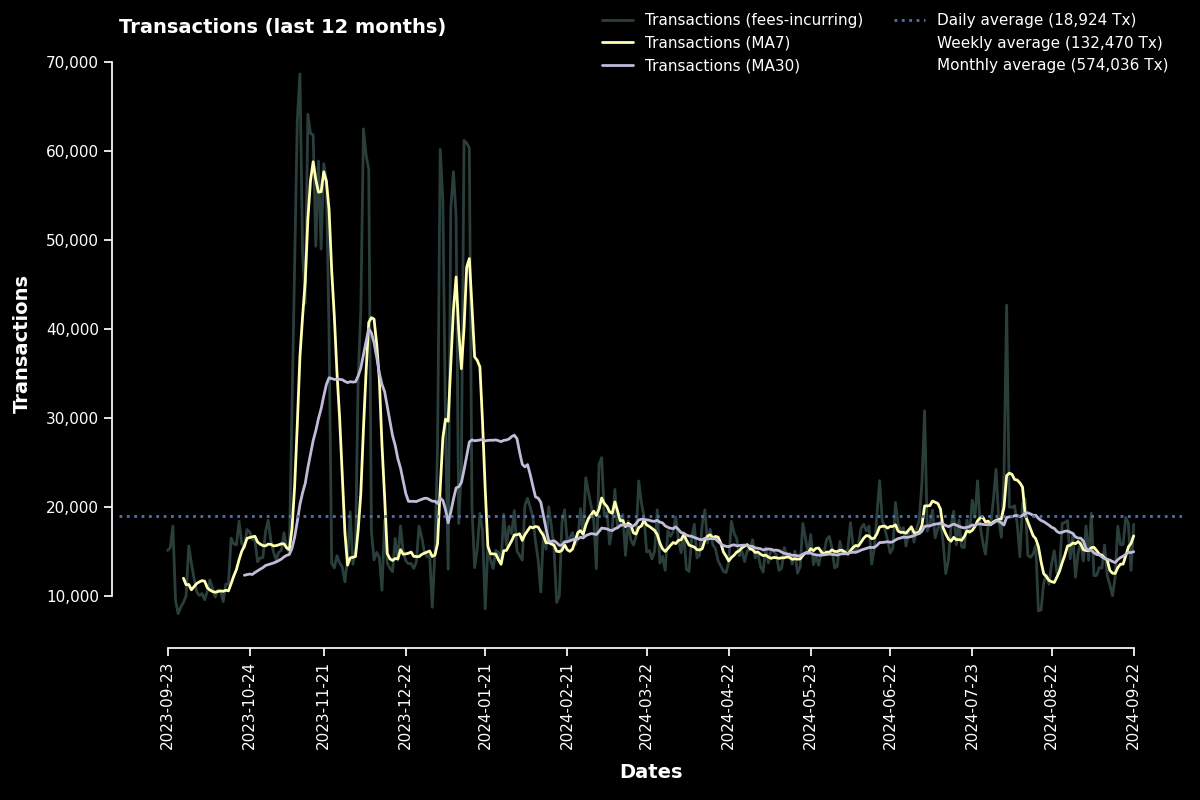 Transactions (last 12 months)
Transactions (fees-incurring)
Transactions (MA7)
Transactions (MA30)
Daily average (18,924 Tx)
Weekly average (132,470 Tx)
Monthly average (574,036 Tx)
Transactions
70,000
60,000
50,000
40,000
30,000
20,000
10,000
2023-09-23
2023-10-24
2023-11-21
2023-12-22
2024-01-21
2024-02-21
2024-03-22
2024-04-22
2024-05-23
2024-06-22
2024-07-23
2024-08-22
2024-09-22
Dates